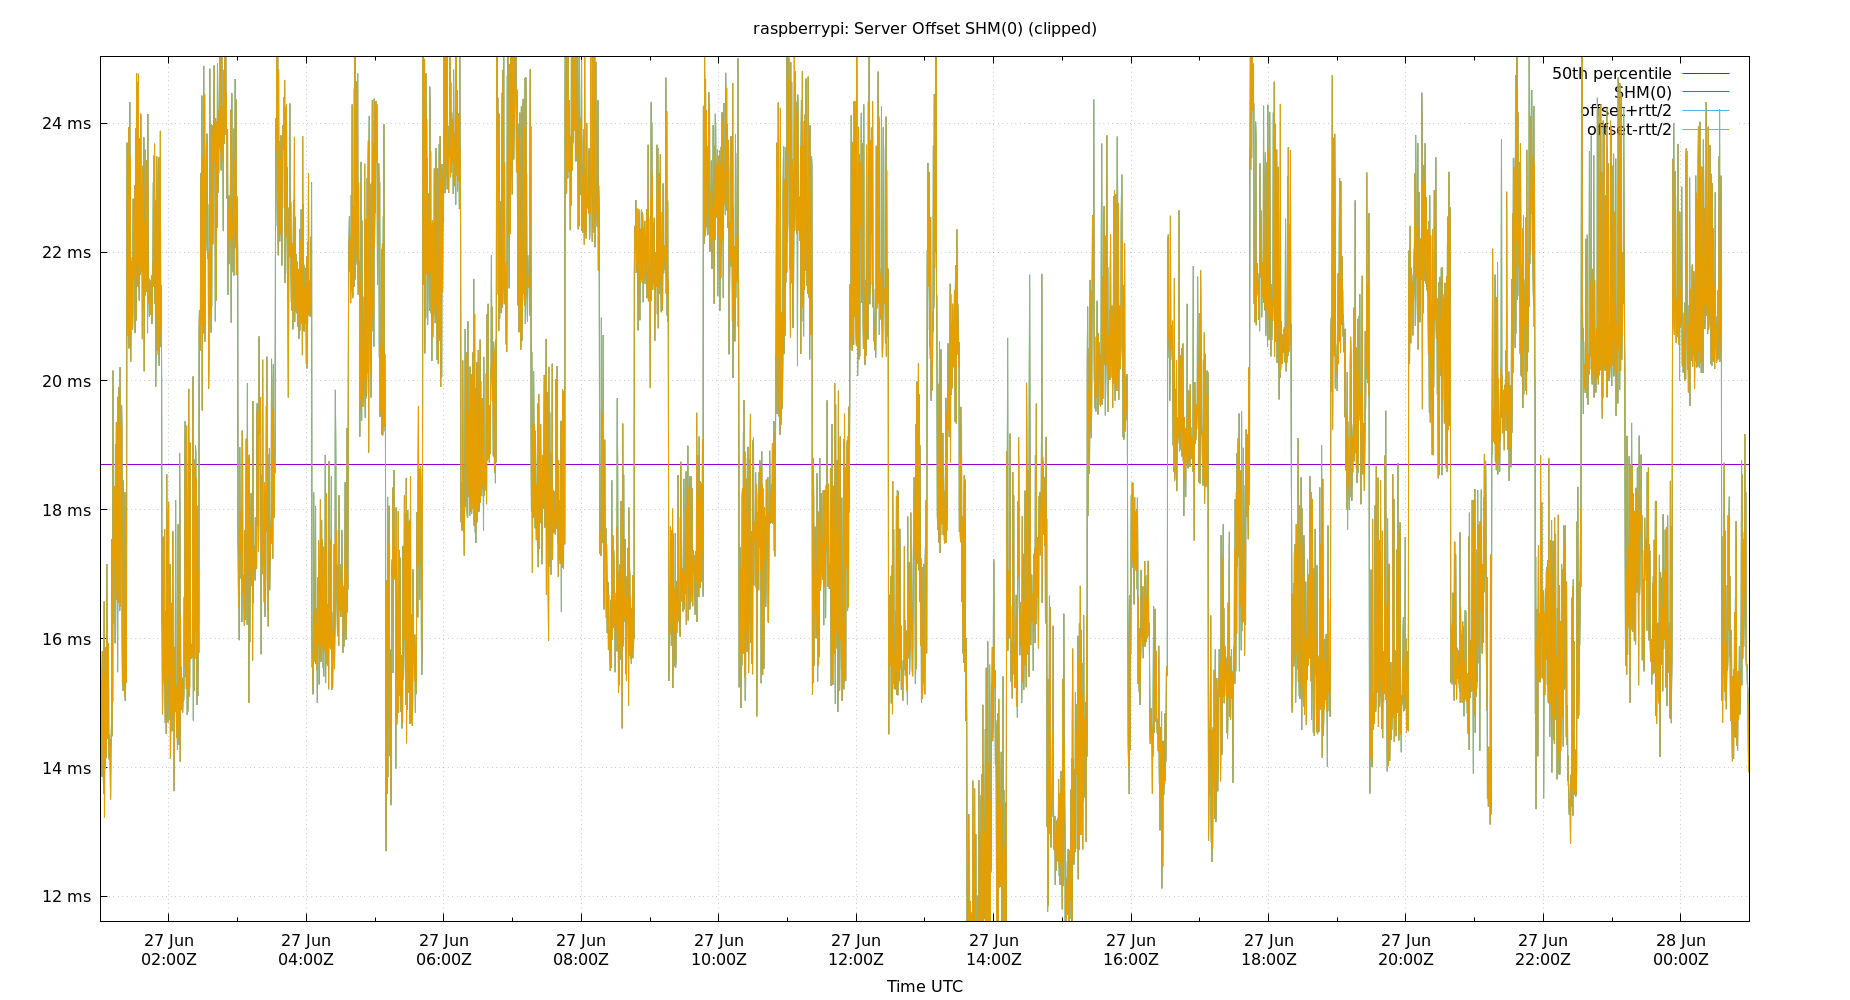 raspberrypi: Server Offset SHM(0) (clipped)
50th percentile
SHM(0)
offset+rtt/2
offset-rtt/2
24 ms
22 ms
20 ms
18 ms
16 ms
14 ms
12 ms
27 Jun 27 Jun 27 Jun 27 Jun 27 Jun 27 Jun 27 Jun 27 Jun 27 Jun 27 Jun 27 Jun 28 Jun
02:00Z 04:00Z 06:00Z 08:00Z 10:00Z 12:00Z 14:00Z 16:00Z 18:00Z 20:00Z 22:00Z 00:00Z
Time UTC